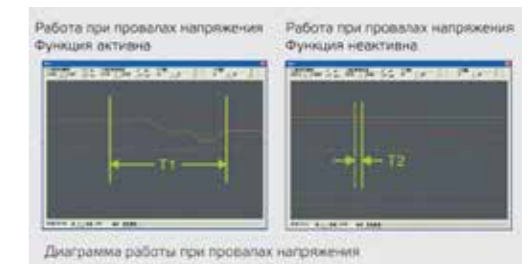 Работа при провалах напряжения
Функция активна
Работа при провалах напряжения
Функция неактивна
T1
T2
Диаграмма работы при провалах напряжения